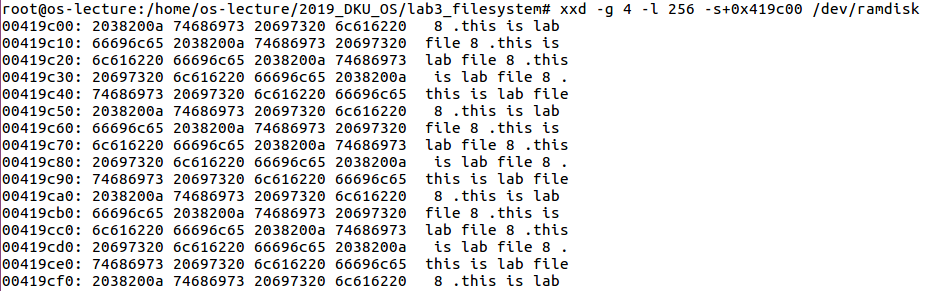 root@os-lecture:/home/os-lecture/2019_DKU_OS/lab3_filesystem# xxd -g 4 -l 256 -s+0x419c00 /dev/ramdisk
00419c00: 2038200a 74686973 20697320 6c616220   8 .this is lab 
00419c10: 66696c65 2038200a 74686973 20697320  file 8 .this is 
00419c20: 6c616220 66696c65 2038200a 74686973  lab file 8 .this
00419c30: 20697320 6c616220 66696c65 2038200a   is lab file 8 .
00419c40: 74686973 20697320 6c616220 66696c65  this is lab file
00419c50: 2038200a 74686973 20697320 6c616220   8 .this is lab 
00419c60: 66696c65 2038200a 74686973 20697320  file 8 .this is 
00419c70: 6c616220 66696c65 2038200a 74686973  lab file 8 .this
00419c80: 20697320 6c616220 66696c65 2038200a   is lab file 8 .
00419c90: 74686973 20697320 6c616220 66696c65  this is lab file
00419ca0: 2038200a 74686973 20697320 6c616220   8 .this is lab 
00419cb0: 66696c65 2038200a 74686973 20697320  file 8 .this is 
00419cc0: 6c616220 66696c65 2038200a 74686973  lab file 8 .this
00419cd0: 20697320 6c616220 66696c65 2038200a   is lab file 8 .
00419ce0: 74686973 20697320 6c616220 66696c65  this is lab file
00419cf0: 2038200a 74686973 20697320 6c616220   8 .this is lab